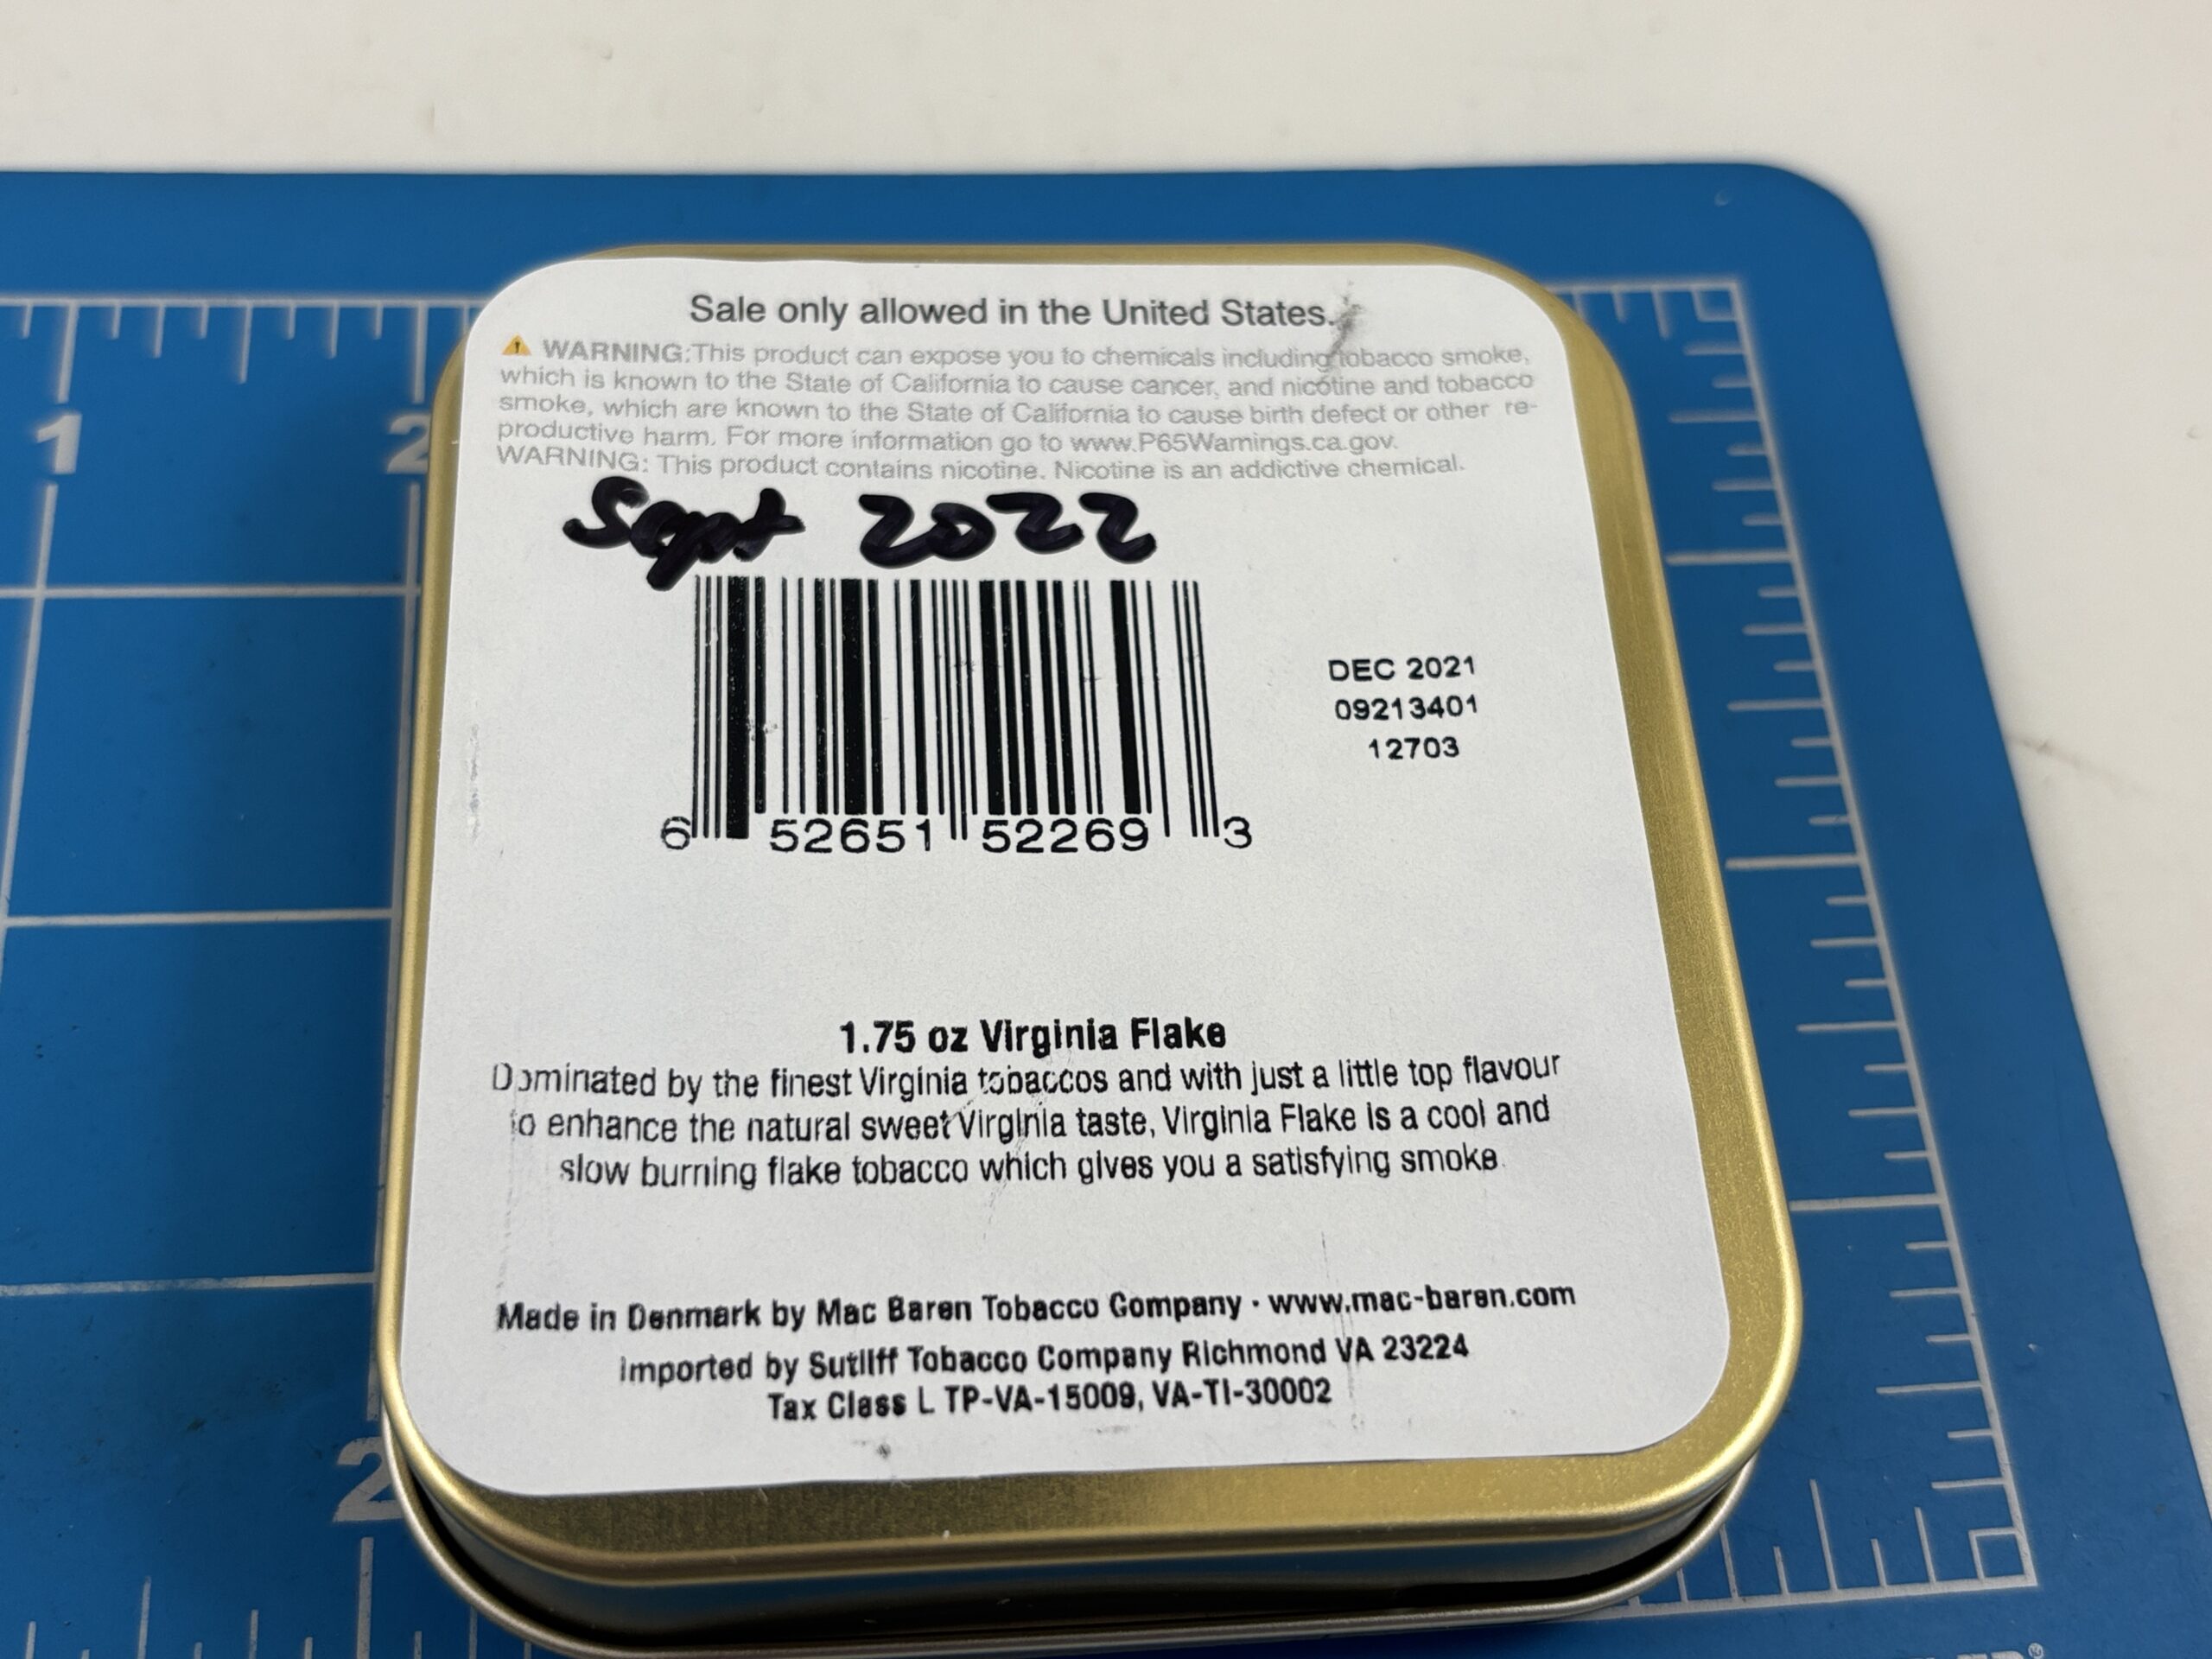 Sale only allowed in the United States.
⚠ WARNING:This product can expose you to chemicals including tobacco smoke,
which is known to the State of California to cause cancer, and nicotine and tobacco
smoke, which are known to the State of California to cause birth defect or other re-
productive harm. For more information go to www.P65Warnings.ca.gov.
WARNING: This product contains nicotine. Nicotine is an addictive chemical.
Sept 2022
6 52651 52269 3
DEC 2021
09213401
12703
1.75 oz Virginia Flake
Dominated by the finest Virginia tobaccos and with just a little top flavour
to enhance the natural sweet Virginia taste, Virginia Flake is a cool and
slow burning flake tobacco which gives you a satisfying smoke.
Made in Denmark by Mac Baren Tobacco Company · www.mac-baren.com
Imported by Sutliff Tobacco Company Richmond VA 23224
Tax Class L TP-VA-15009, VA-TI-30002
1
2
2